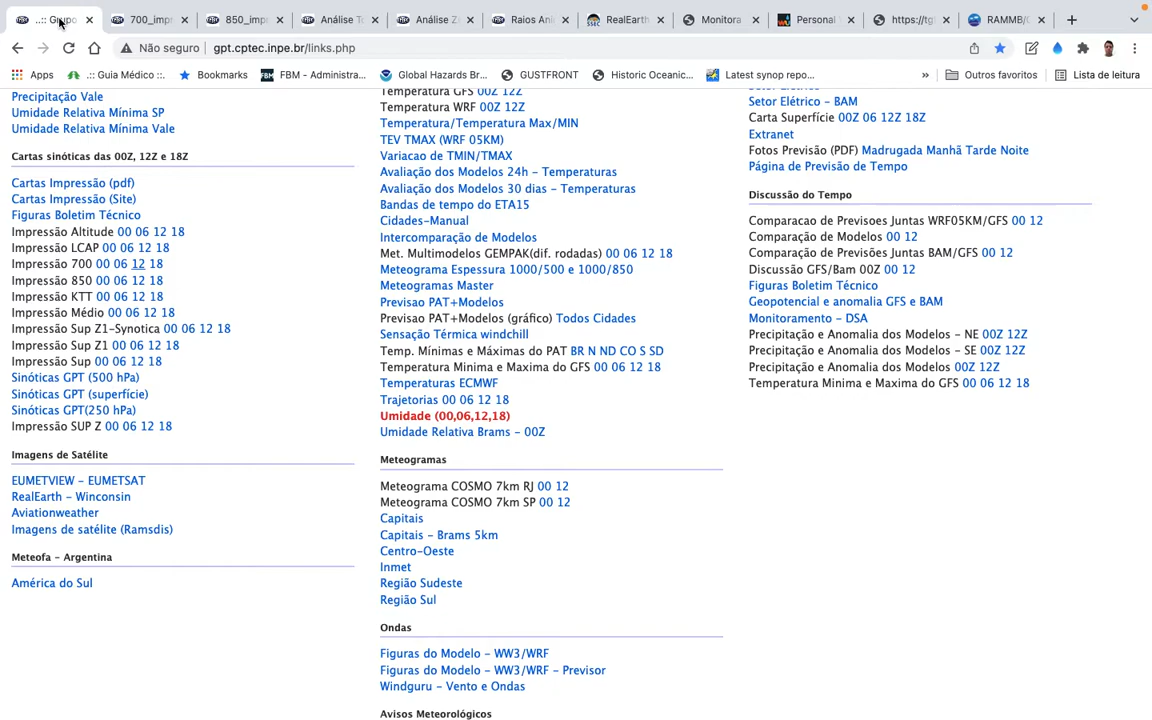 ..:: Grupo
700_impr
850_impr
Análise T
Análise Z
Raios Ani
RealEarth
Monitora
Personal
https://tg
RAMMB/C
Não seguro
gpt.cptec.inpe.br/links.php
Apps
.:: Guia Médico ::.
Bookmarks
FBM - Administra...
Global Hazards Br...
GUSTFRONT
Historic Oceanic...
Latest synop repo...
»
Outros favoritos
Lista de leitura
Precipitação Vale
Umidade Relativa Mínima SP
Umidade Relativa Mínima Vale
Cartas sinóticas das 00Z, 12Z e 18Z
Cartas Impressão (pdf)
Cartas Impressão (Site)
Figuras Boletim Técnico
Impressão Altitude 00 06 12 18
Impressão LCAP 00 06 12 18
Impressão 700 00 06 12 18
Impressão 850 00 06 12 18
Impressão KTT 00 06 12 18
Impressão Médio 00 06 12 18
Impressão Sup Z1-Synotica 00 06 12 18
Impressão Sup Z1 00 06 12 18
Impressão Sup 00 06 12 18
Sinóticas GPT (500 hPa)
Sinóticas GPT (superfície)
Sinóticas GPT(250 hPa)
Impressão SUP Z 00 06 12 18
Imagens de Satélite
EUMETVIEW - EUMETSAT
RealEarth - Winconsin
Aviationweather
Imagens de satélite (Ramsdis)
Meteofa - Argentina
América do Sul
Temperatura GFS 00Z 12Z
Temperatura WRF 00Z 12Z
Temperatura/Temperatura Max/MIN
TEV TMAX (WRF 05KM)
Variacao de TMIN/TMAX
Avaliação dos Modelos 24h - Temperaturas
Avaliação dos Modelos 30 dias - Temperaturas
Bandas de tempo do ETA15
Cidades-Manual
Intercomparação de Modelos
Met. Multimodelos GEMPAK(dif. rodadas) 00 06 12 18
Meteograma Espessura 1000/500 e 1000/850
Meteogramas Master
Previsao PAT+Modelos
Previsao PAT+Modelos (gráfico) Todos Cidades
Sensação Térmica windchill
Temp. Mínimas e Máximas do PAT BR N ND CO S SD
Temperatura Minima e Maxima do GFS 00 06 12 18
Temperaturas ECMWF
Trajetorias 00 06 12 18
Umidade (00,06,12,18)
Umidade Relativa Brams - 00Z
Meteogramas
Meteograma COSMO 7km RJ 00 12
Meteograma COSMO 7km SP 00 12
Capitais
Capitais - Brams 5km
Centro-Oeste
Inmet
Região Sudeste
Região Sul
Ondas
Figuras do Modelo - WW3/WRF
Figuras do Modelo - WW3/WRF - Previsor
Windguru - Vento e Ondas
Avisos Meteorológicos
Setor Elétrico
Setor Elétrico - BAM
Carta Superfície 00Z 06 12Z 18Z
Extranet
Fotos Previsão (PDF) Madrugada Manhã Tarde Noite
Página de Previsão de Tempo
Discussão do Tempo
Comparacao de Previsoes Juntas WRF05KM/GFS 00 12
Comparação de Modelos 00 12
Comparação de Previsões Juntas BAM/GFS 00 12
Discussão GFS/Bam 00Z 00 12
Figuras Boletim Técnico
Geopotencial e anomalia GFS e BAM
Monitoramento - DSA
Precipitação e Anomalia dos Modelos - NE 00Z 12Z
Precipitação e Anomalia dos Modelos - SE 00Z 12Z
Precipitação e Anomalia dos Modelos 00Z 12Z
Temperatura Minima e Maxima do GFS 00 06 12 18